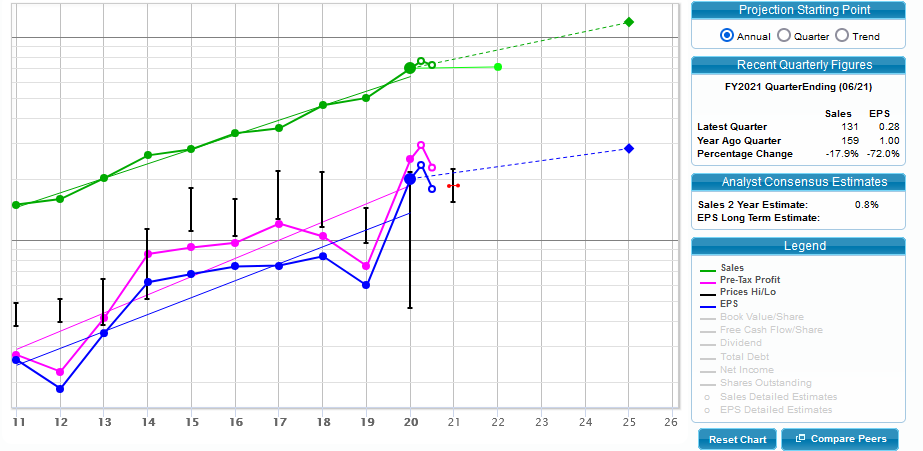 Projection Starting Point
Annual Quarter Trend
Recent Quarterly Figures
FY2021 QuarterEnding (06/21)
Sales EPS
Latest Quarter 131 0.28
Year Ago Quarter 159 1.00
Percentage Change -17.9% -72.0%
Analyst Consensus Estimates
Sales 2 Year Estimate: 0.8%
EPS Long Term Estimate:
Legend
Sales
Pre-Tax Profit
Prices Hi/Lo
EPS
Book Value/Share
Free Cash Flow/Share
Dividend
Total Debt
Net Income
Shares Outstanding
Sales Detailed Estimates
EPS Detailed Estimates
Reset Chart Compare Peers
11 12 13 14 15 16 17 18 19 20 21 22 23 24 25 26